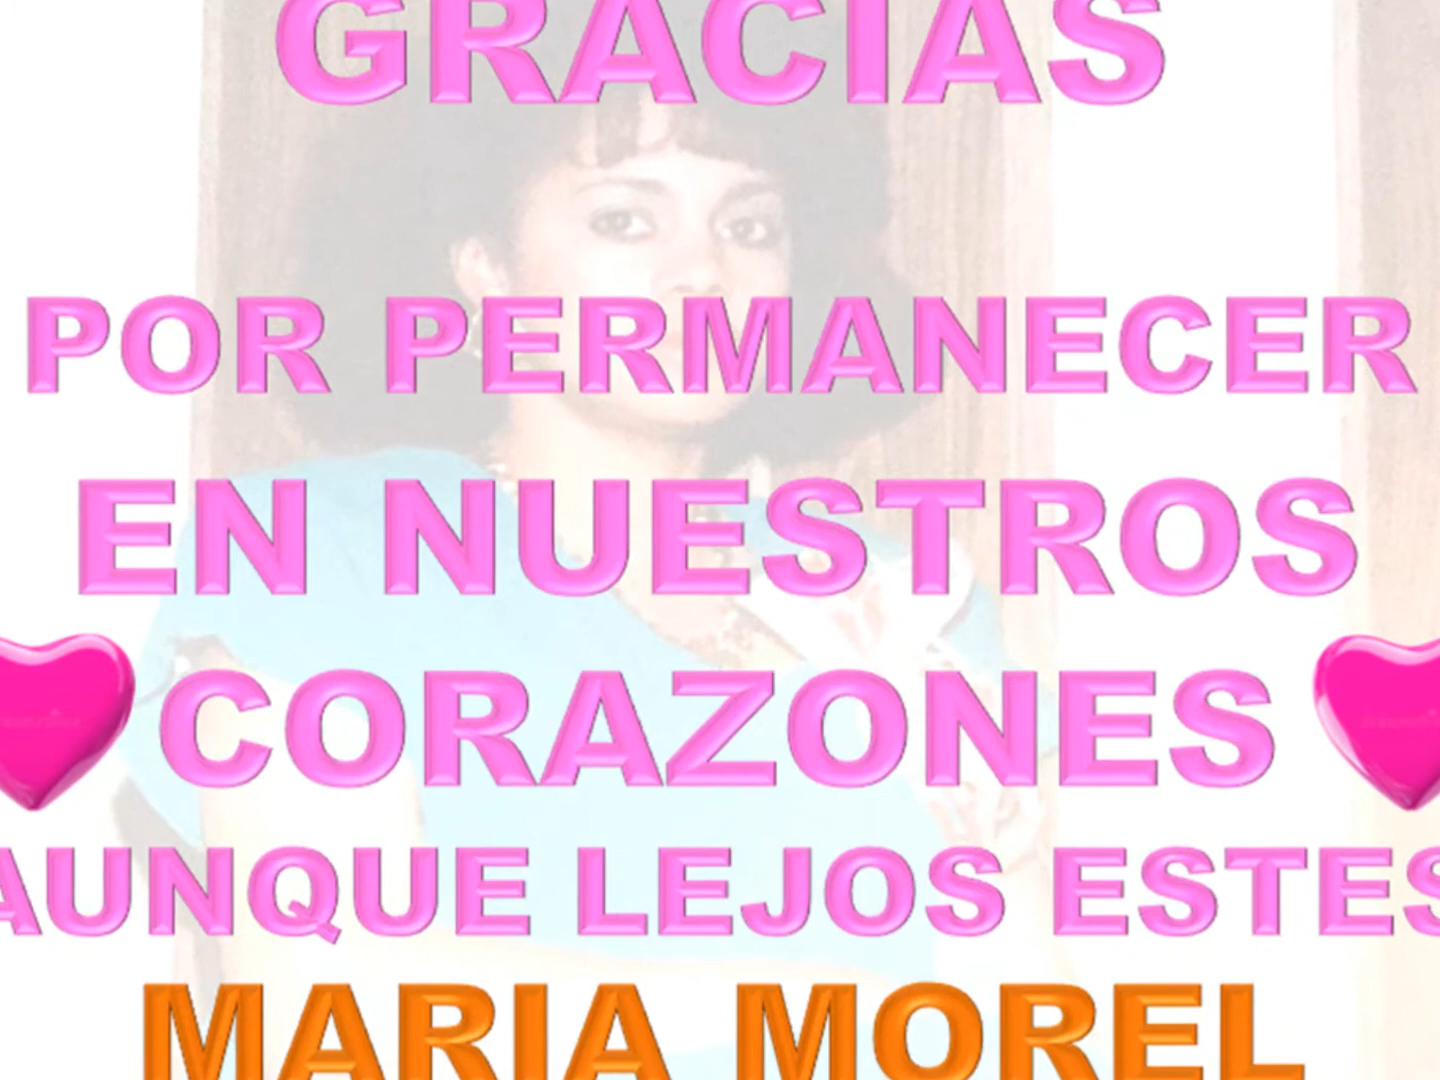 GRACIAS
POR PERMANECER
EN NUESTROS
CORAZONES
AUNQUE LEJOS ESTES
MARIA MOREL